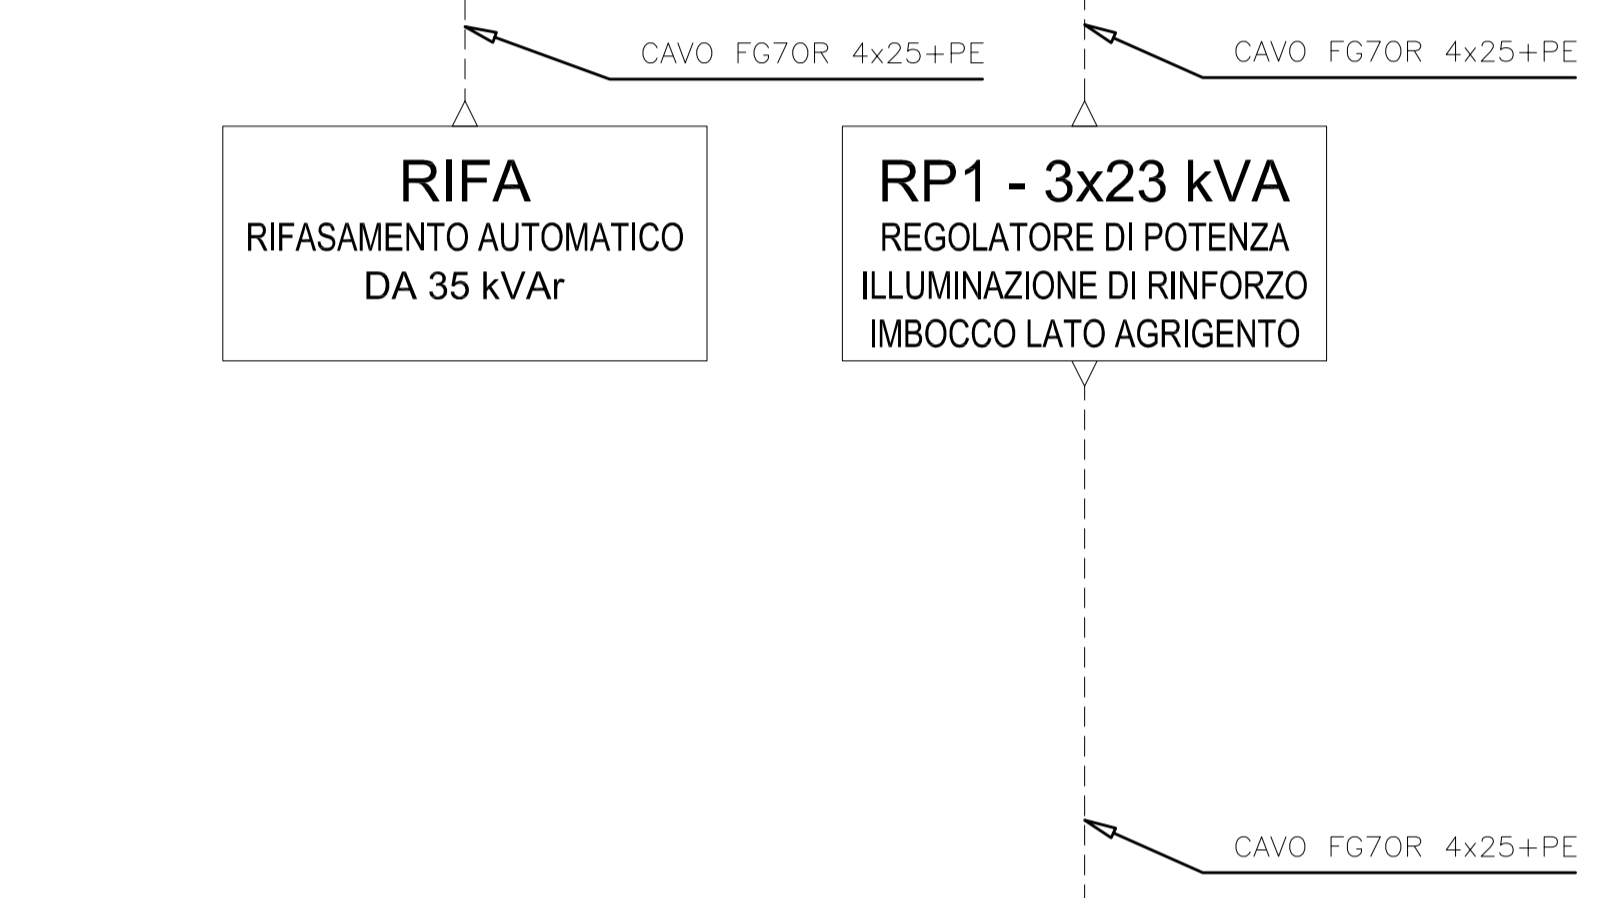 CAVO FG7OR 4x25+PE
CAVO FG7OR 4x25+PE
RIFA
RIFASAMENTO AUTOMATICO
DA 35 kVAr
RP1 - 3x23 kVA
REGOLATORE DI POTENZA
ILLUMINAZIONE DI RINFORZO
IMBOCCO LATO AGRIGENTO
CAVO FG7OR 4x25+PE